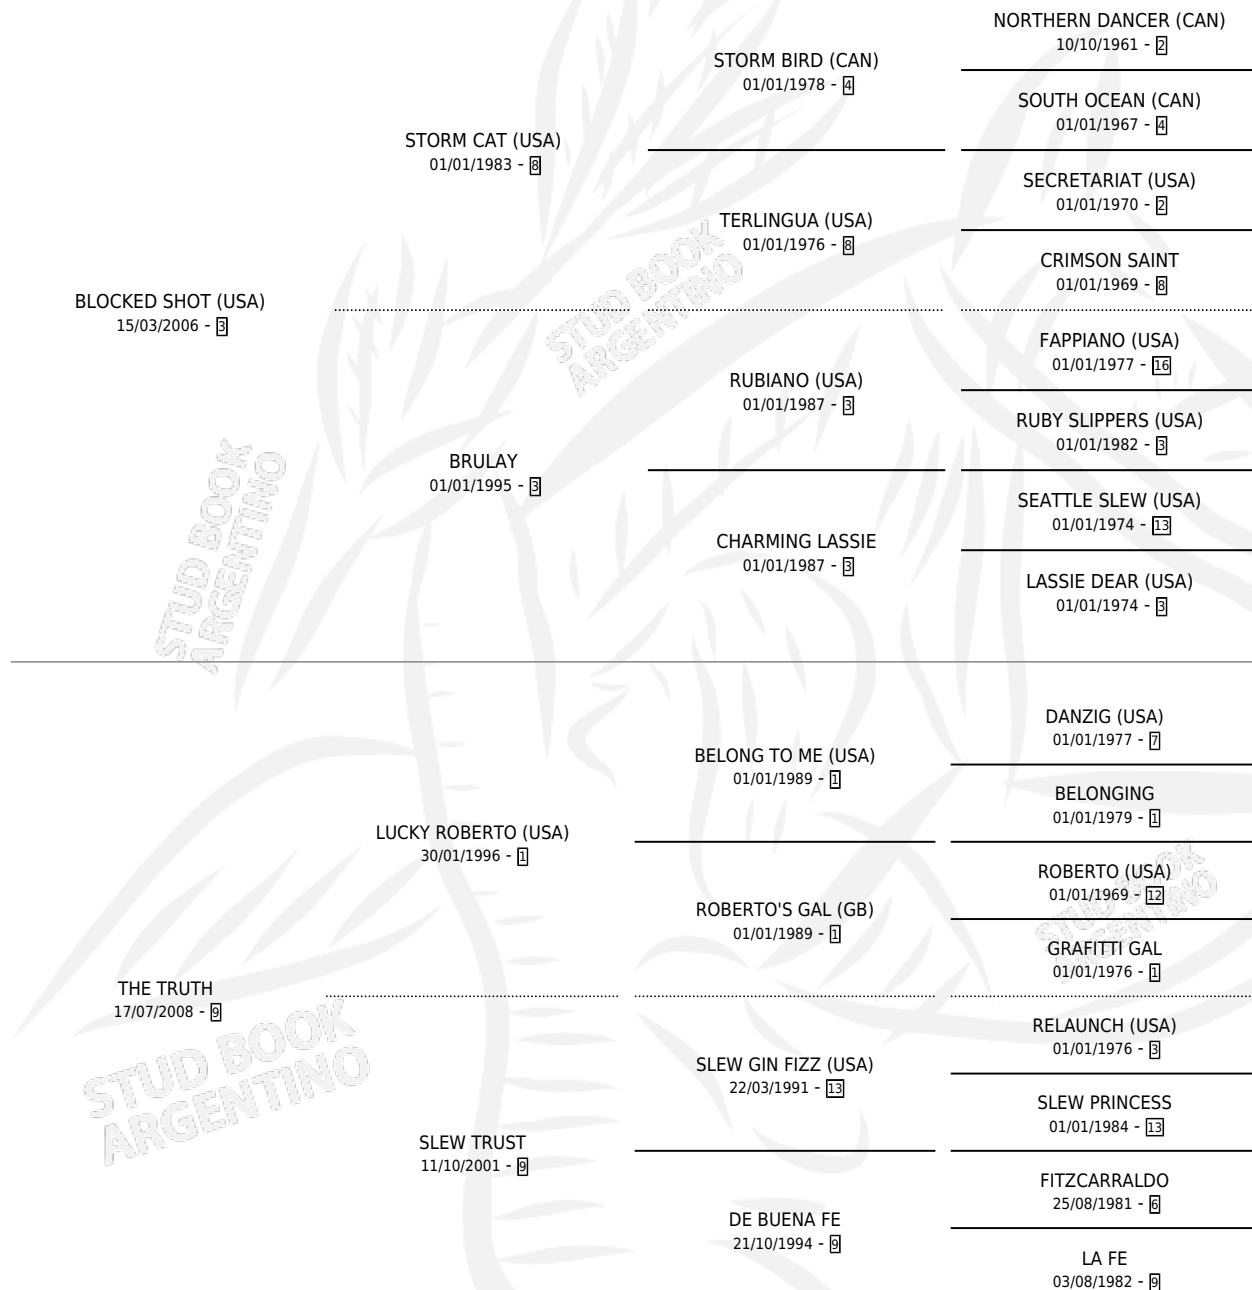 NORTHERN DANCER (CAN)
10/10/1961 - 2
STORM BIRD (CAN)
01/01/1978 - 4
SOUTH OCEAN (CAN)
01/01/1967 - 4
STORM CAT (USA)
01/01/1983 - 8
SECRETARIAT (USA)
01/01/1970 - 2
TERLINGUA (USA)
01/01/1976 - 8
CRIMSON SAINT
01/01/1969 - 8
BLOCKED SHOT (USA)
15/03/2006 - 3
FAPPIANO (USA)
01/01/1977 - 16
RUBIANO (USA)
01/01/1987 - 3
RUBY SLIPPERS (USA)
01/01/1982 - 3
BRULAY
01/01/1995 - 3
SEATTLE SLEW (USA)
01/01/1974 - 13
CHARMING LASSIE
01/01/1987 - 3
LASSIE DEAR (USA)
01/01/1974 - 3
STUD BOOK
ARGENTINO
STUD BOOK
ARGENTINO
DANZIG (USA)
01/01/1977 - 7
BELONG TO ME (USA)
01/01/1989 - 1
BELONGING
01/01/1979 - 1
LUCKY ROBERTO (USA)
30/01/1996 - 1
ROBERTO (USA)
01/01/1969 - 12
ROBERTO'S GAL (GB)
01/01/1989 - 1
GRAFITTI GAL
01/01/1976 - 1
THE TRUTH
17/07/2008 - 9
RELAUNCH (USA)
01/01/1976 - 3
SLEW GIN FIZZ (USA)
22/03/1991 - 13
SLEW PRINCESS
01/01/1984 - 13
SLEW TRUST
11/10/2001 - 9
FITZCARRALDO
25/08/1981 - 6
DE BUENA FE
21/10/1994 - 9
LA FE
03/08/1982 - 9
STUD BOOK
ARGENTINO
STUD BOOK
ARGENTINO